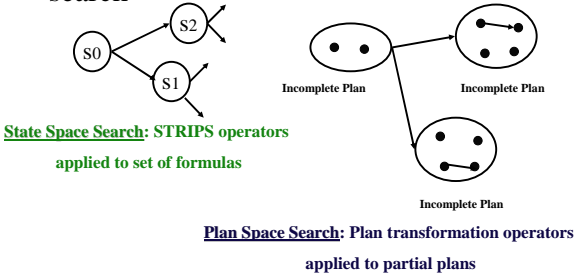 search
S2
S0
S1
Incomplete Plan
Incomplete Plan
State Space Search: STRIPS operators
applied to set of formulas
Incomplete Plan
Plan Space Search: Plan transformation operators
applied to partial plans